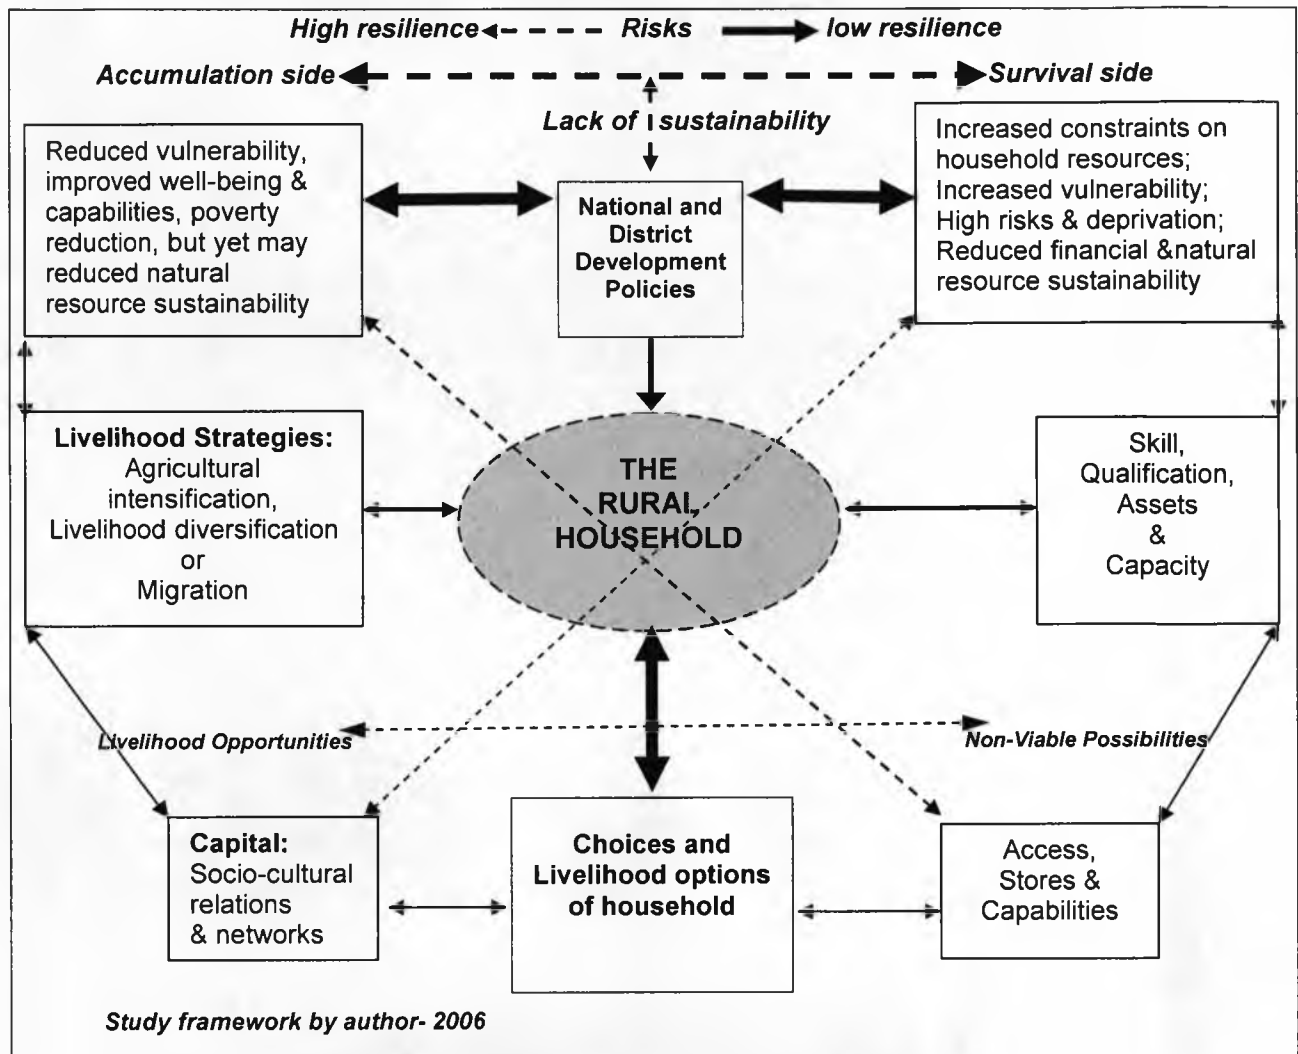 High resilience Risks low resilience
Accumulation side Survival side
Lack of sustainability
Reduced vulnerability,
improved well-being &
capabilities, poverty
reduction, but yet may
reduced natural
resource sustainability
National and
District
Development
Policies
Increased constraints on
household resources;
Increased vulnerability;
High risks & deprivation;
Reduced financial &natural
resource sustainability
Livelihood Strategies:
Agricultural
intensification,
Livelihood diversification
or
Migration
THE
RURAL
HOUSEHOLD
Skill,
Qualification,
Assets
&
Capacity
Livelihood Opportunities
Non-Viable Possibilities
Capital:
Socio-cultural
relations
& networks
Choices and
Livelihood options
of household
Access,
Stores &
Capabilities
Study framework by author- 2006